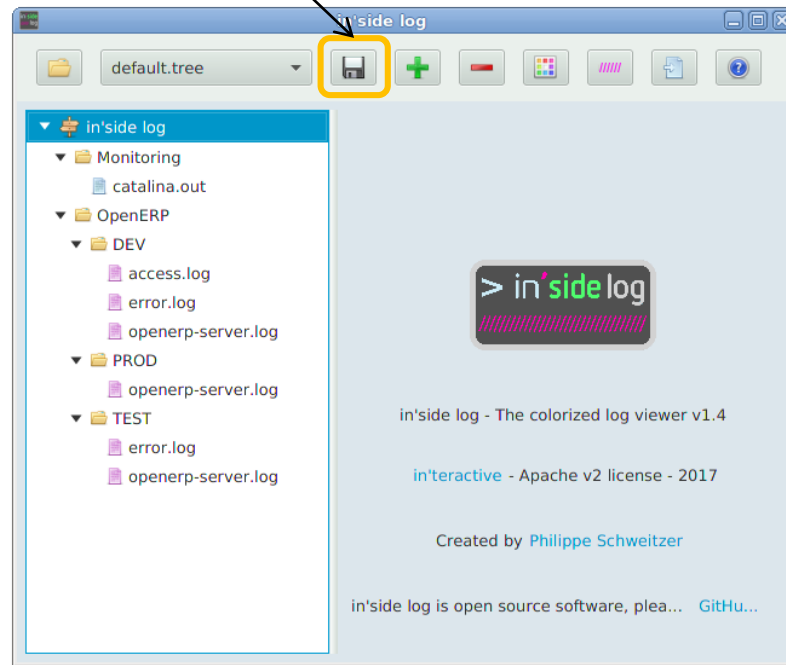 in'side log
default.tree
in'side log
Monitoring
catalina.out
OpenERP
DEV
access.log
error.log
openerp-server.log
PROD
openerp-server.log
TEST
error.log
openerp-server.log
> in'side log
in'side log - The colorized log viewer v1.4
in'teractive - Apache v2 license - 2017
Created by Philippe Schweitzer
in'side log is open source software, plea... GitHu...